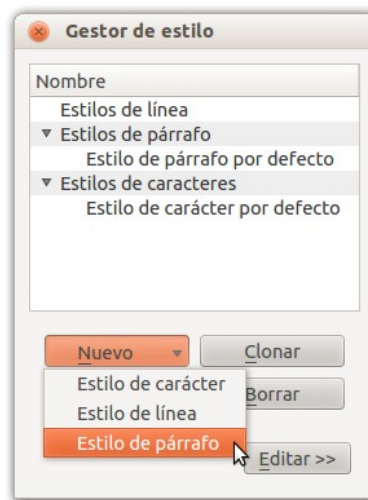 Gestor de estilo
Nombre
Estilos de línea
Estilos de párrafo
Estilo de párrafo por defecto
Estilos de caracteres
Estilo de carácter por defecto
Nuevo Clonar
Estilo de carácter
Borrar
Estilo de línea
Estilo de párrafo
Editar >>